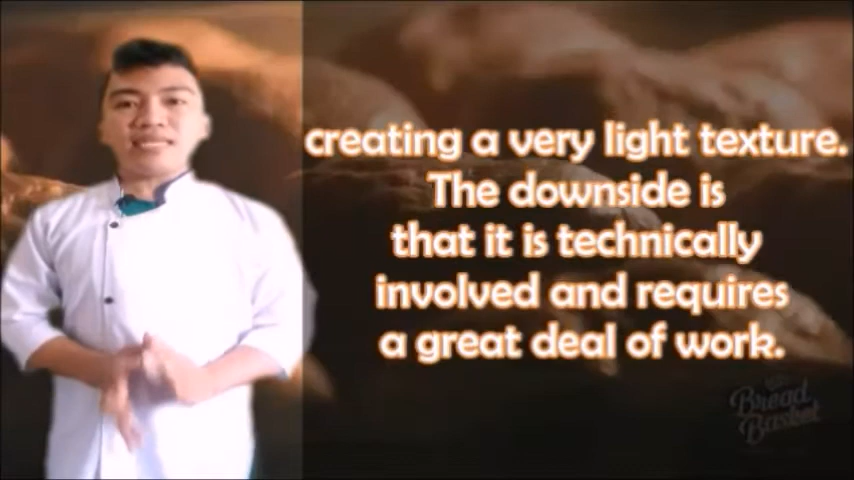 creating a very light texture.
The downside is
that it is technically
involved and requires
a great deal of work.
Bread
Basket